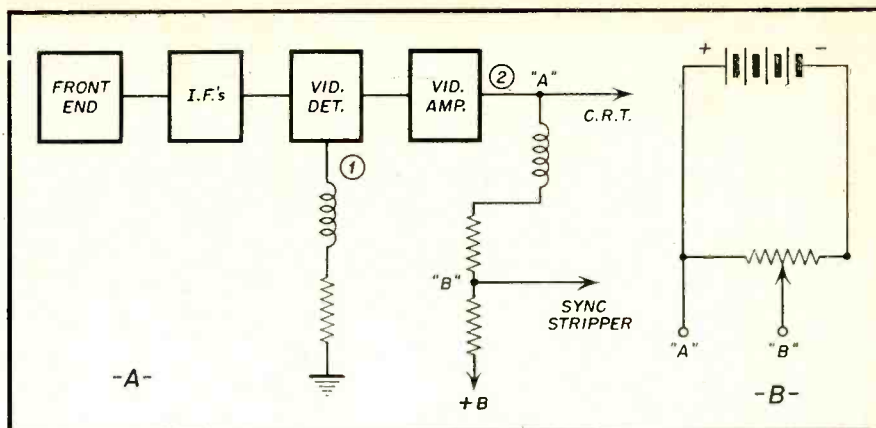 FRONT
END
I.F.'s
VID.
DET.
VID.
AMP.
②
"A"
C.R.T.
①
"B"
SYNC
STRIPPER
+B
-A-
+
-
"A"
"B"
-B-